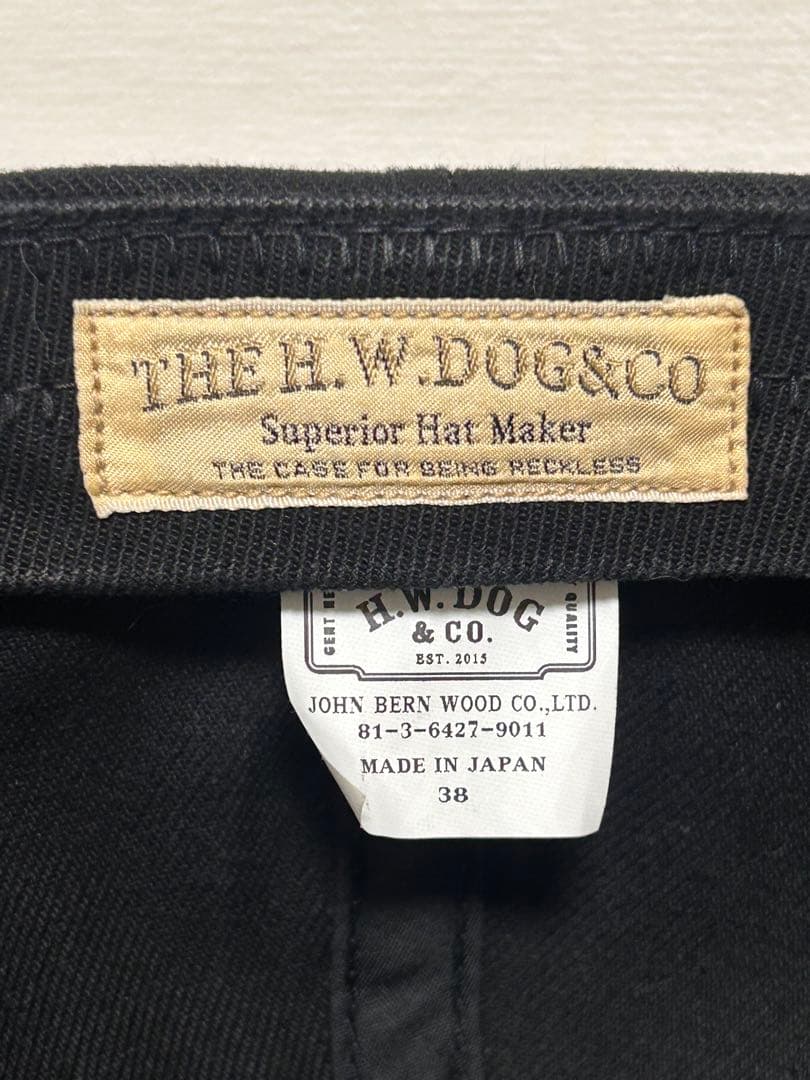 THE H.W.DOG&CO
Superior Hat Maker
THE CASE FOR BEING RECKLESS
H.W.DOG
& CO.
EST. 2015
QUALITY
JOHN BERN WOOD CO.,LTD.
81-3-6427-9011
MADE IN JAPAN
38